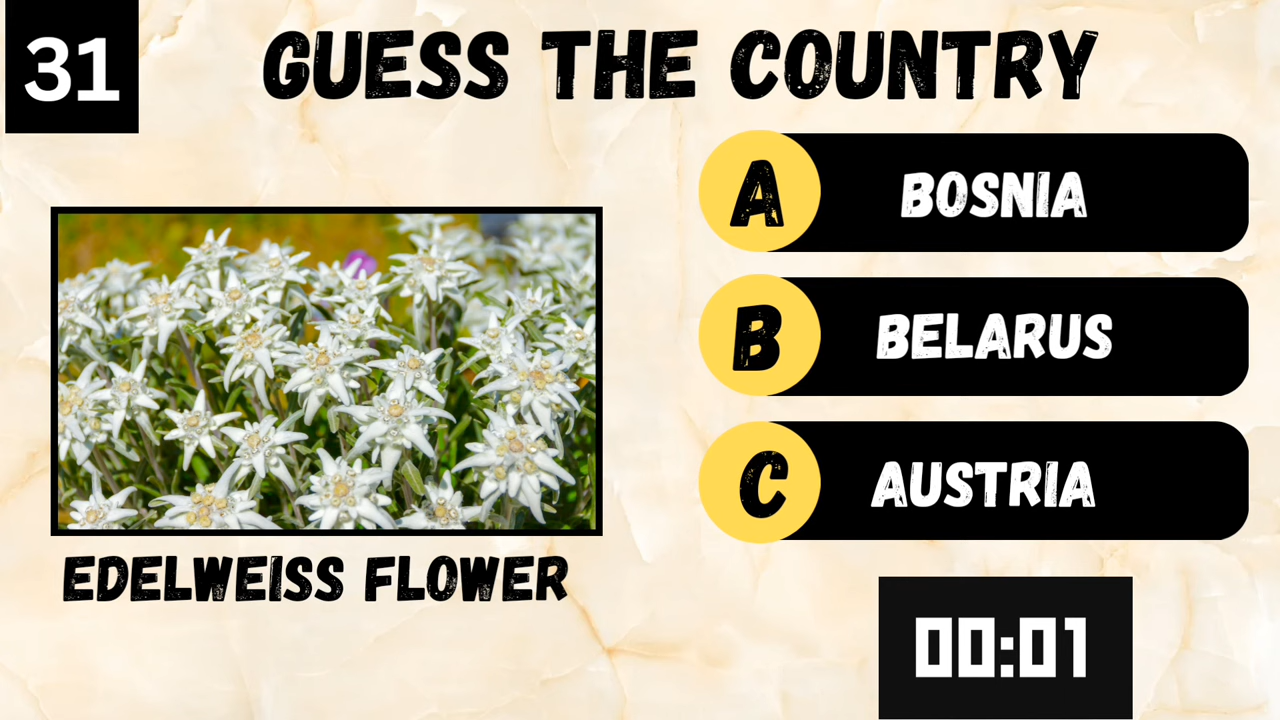 31
GUESS THE COUNTRY
A BOSNIA
B BELARUS
C AUSTRIA
EDELWEISS FLOWER
00:01